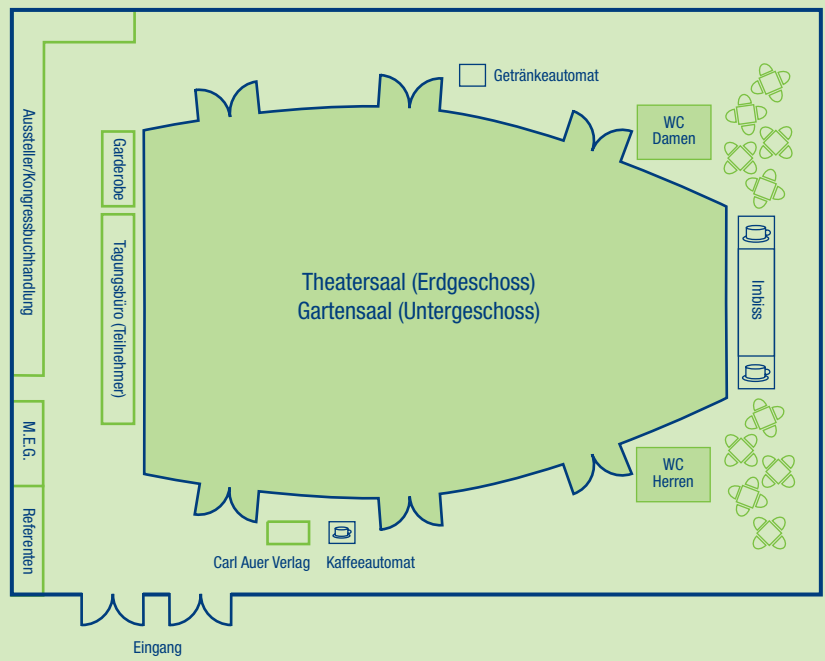 Getränkeautomat
WC
Damen
Aussteller/Kongressbuchhandlung
Garderobe
Tagungsbüro (Teilnehmer)
Theatersaal (Erdgeschoss)
Gartensaal (Untergeschoss)
Imbiss
M.E.G.
Referenten
WC
Herren
Carl Auer Verlag
Kaffeeautomat
Eingang